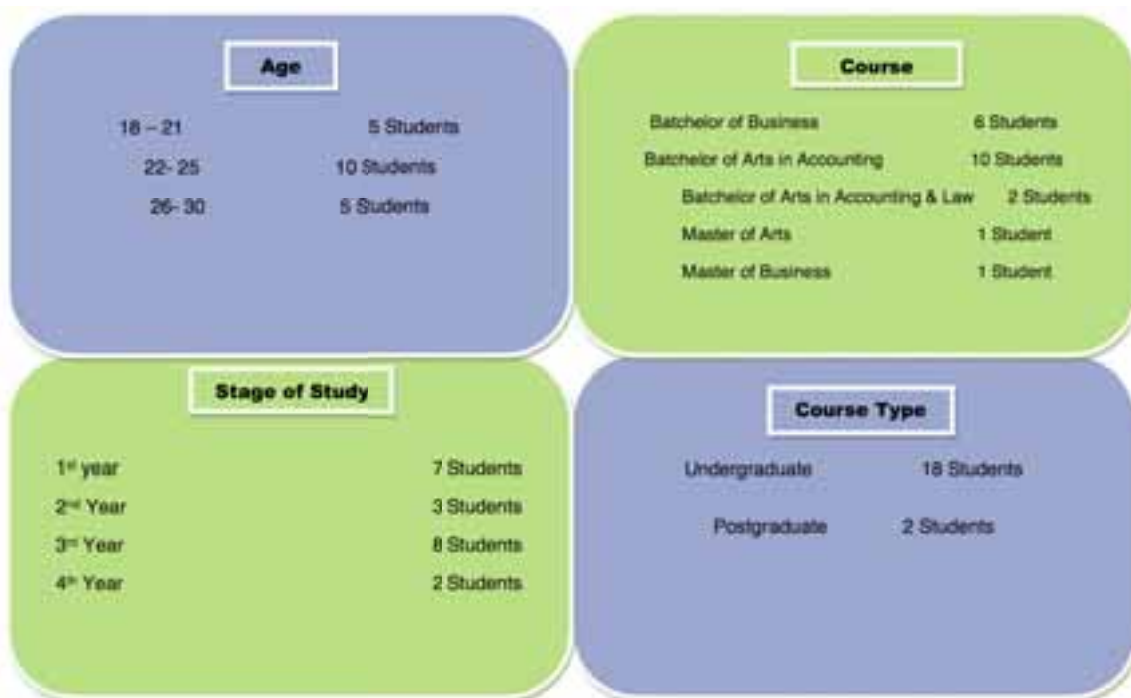 Age
18 – 21 5 Students
22- 25 10 Students
26- 30 5 Students
Course
Batchelor of Business 6 Students
Batchelor of Arts in Accounting 10 Students
Batchelor of Arts in Accounting & Law 2 Students
Master of Arts 1 Student
Master of Business 1 Student
Stage of Study
1st year 7 Students
2nd Year 3 Students
3rd Year 8 Students
4th Year 2 Students
Course Type
Undergraduate 18 Students
Postgraduate 2 Students